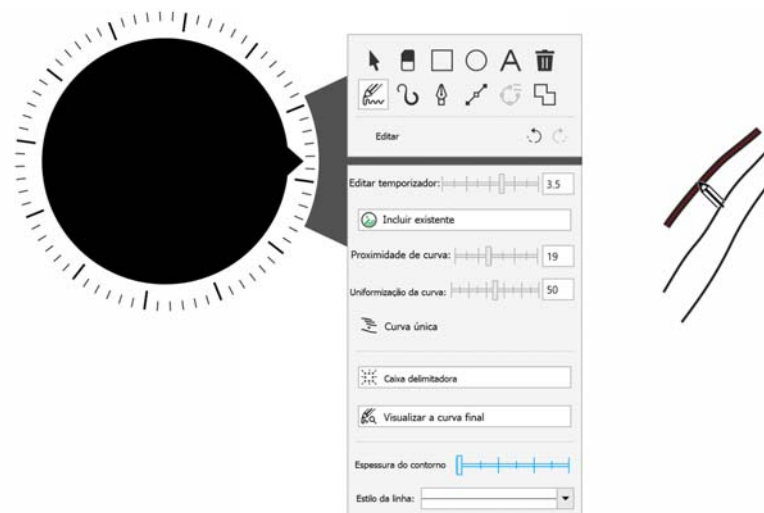 A
Editar
Editar temporizador: 3.5
Incluir existente
Proximidade de curva: 19
Uniformização da curva: 50
Curva única
Caixa delimitadora
Visualizar a curva final
Espessura do contorno
Estilo da linha: